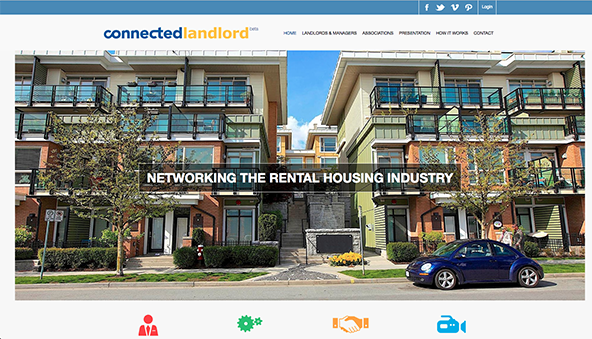 Login
connectedlandlord beta
HOME LANDLORDS & MANAGERS ASSOCIATIONS PRESENTATION HOW IT WORKS CONTACT
NETWORKING THE RENTAL HOUSING INDUSTRY